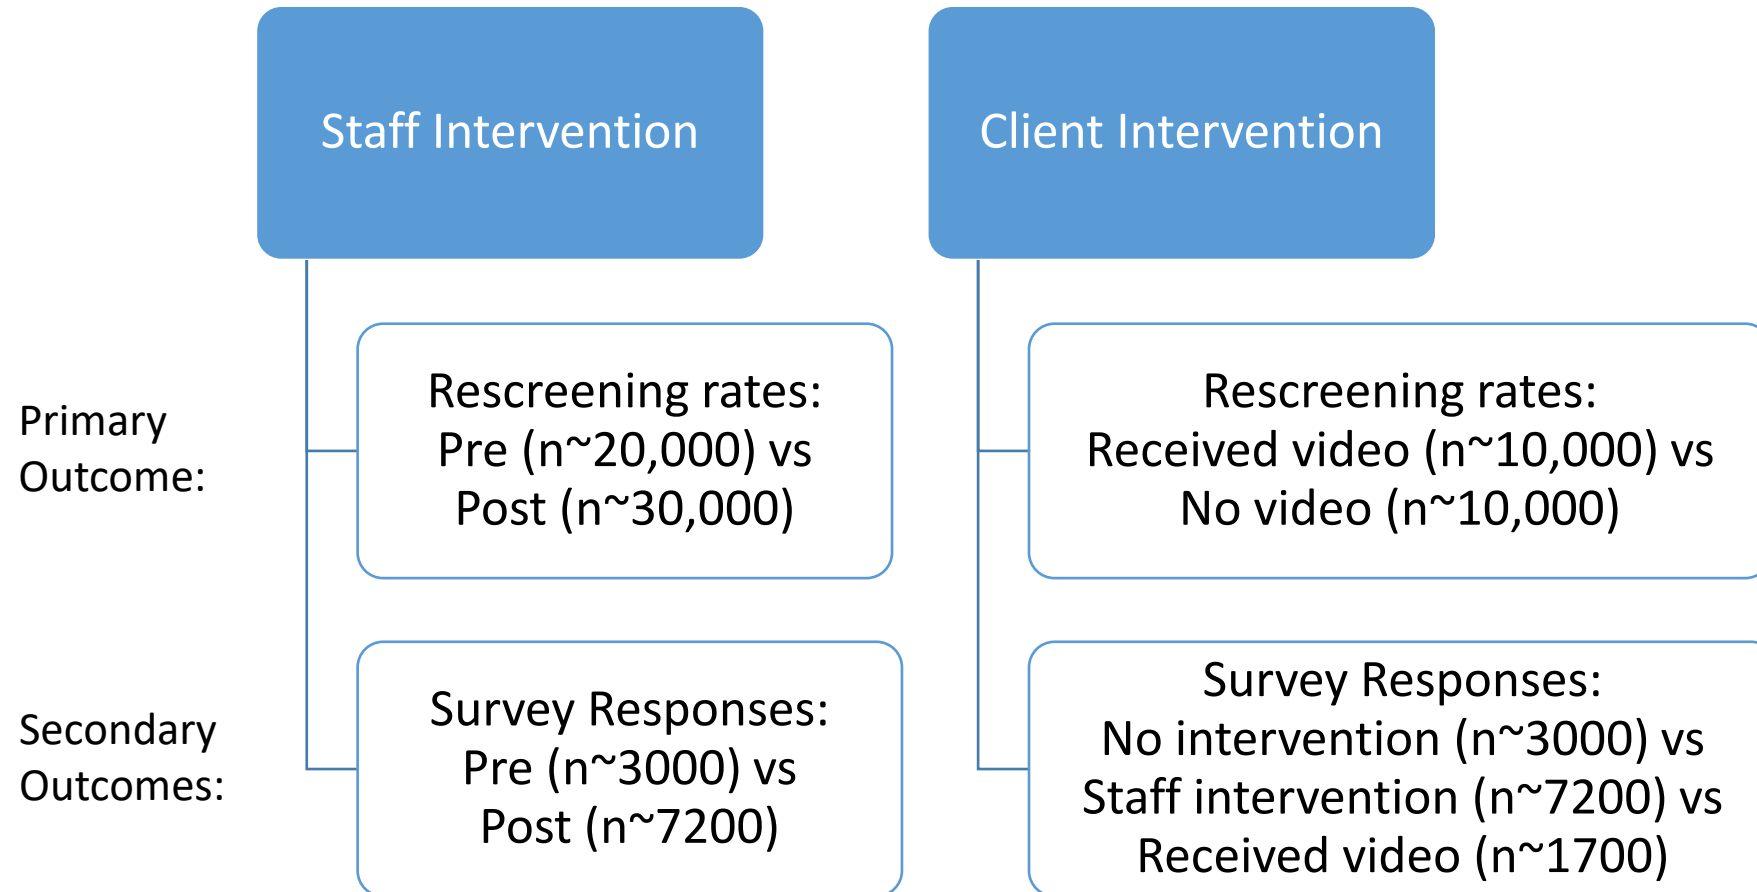 Staff Intervention
Client Intervention
Primary
Outcome:
Rescreening rates:
Pre (n~20,000) vs
Post (n~30,000)
Rescreening rates:
Received video (n~10,000) vs
No video (n~10,000)
Secondary
Outcomes:
Survey Responses:
Pre (n~3000) vs
Post (n~7200)
Survey Responses:
No intervention (n~3000) vs
Staff intervention (n~7200) vs
Received video (n~1700)